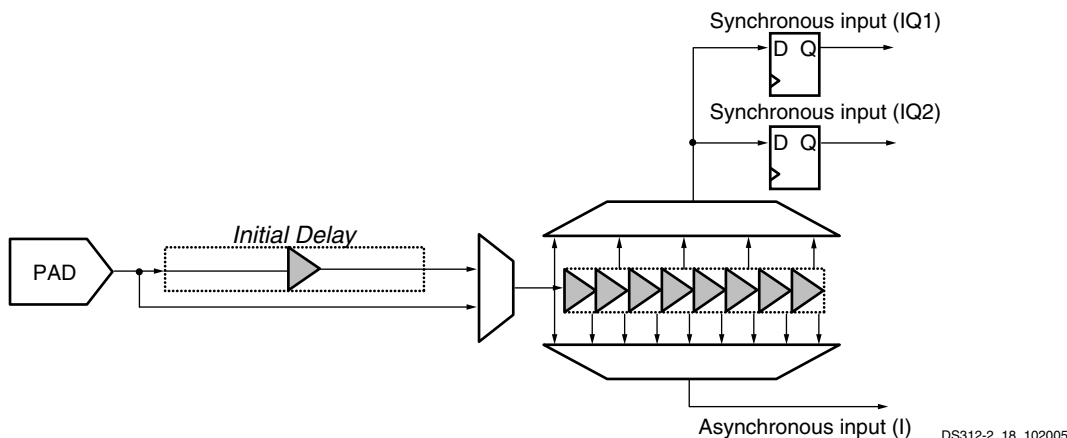 Synchronous input (IQ1)
D Q
Synchronous input (IQ2)
D Q
Initial Delay
PAD
Asynchronous input (I)
DS312-2_18_102005